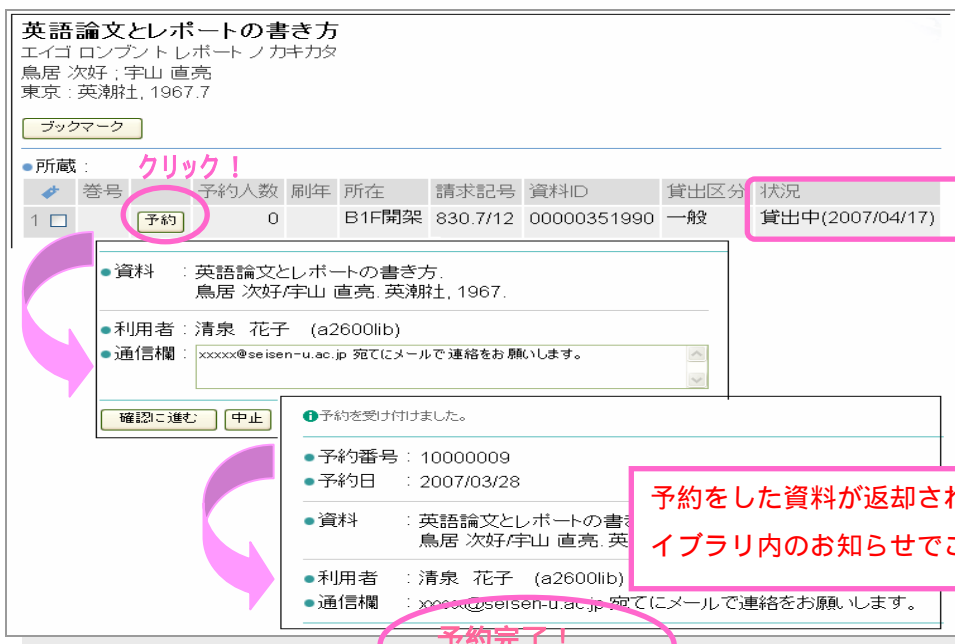 英語論文とレポートの書き方
エイゴ ロンブン ト レポート ノ カキカタ
鳥居 次好 ; 宇山 直亮
東京 : 英潮社, 1967.7
ブックマーク
所蔵 :
クリック！
巻号 予約人数 刷年 所在 請求記号 資料ID 貸出区分 状況
1 予約 0 B1F開架 830.7/12 00000351990 一般 貸出中(2007/04/17)
資料 : 英語論文とレポートの書き方.
鳥居 次好/宇山 直亮. 英潮社, 1967.
利用者 : 清泉 花子 (a2600lib)
通信欄 : xxxxx@seisen-u.ac.jp 宛てにメールで連絡をお願いします。
確認に進む 中止
予約を受け付けました。
予約番号 : 10000009
予約日 : 2007/03/28
資料 : 英語論文とレポートの書
鳥居 次好/宇山 直亮. 英
予約をした資料が返却され
イブラリ内のお知らせでご
利用者 : 清泉 花子 (a2600lib)
通信欄 : xxxxx@seisen-u.ac.jp 宛てにメールで連絡をお願いします。
予約完了！